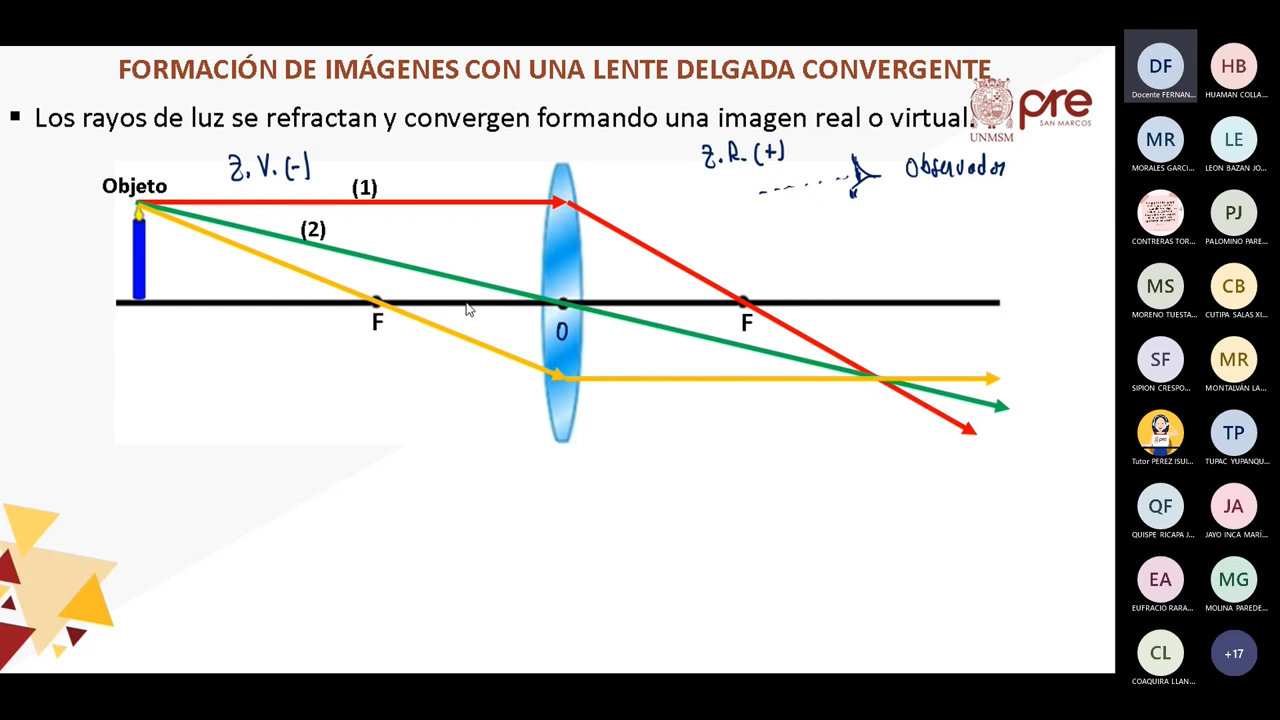 FORMACIÓN DE IMÁGENES CON UNA LENTE DELGADA CONVERGENTE
▪ Los rayos de luz se refractan y convergen formando una imagen real o virtual.
UNMSM
pre
SAN MARCOS
Z.V.(-)
Z.R.(+)
Observador
Objeto
(1)
(2)
F
O
F
DF
Docente FERNAN...
HB
HUAMAN COLLA...
MR
MORALES GARCI...
LE
LEON BAZAN JO...
CONTRERAS TOR...
PJ
PALOMINO PARE...
MS
MORENO TUESTA...
CB
CUTIPA SALAS XI...
SF
SIPION CRESPO...
MR
MONTALVÁN LA...
Tutor PEREZ ISUI...
TP
TUPAC YUPANQU...
QF
QUISPE RICAPA J...
JA
JAYO INCA MARÍ...
EA
EUFRACIO RARA...
MG
MOLINA PAREDE...
CL
COAQUIRA LLAN...
+17